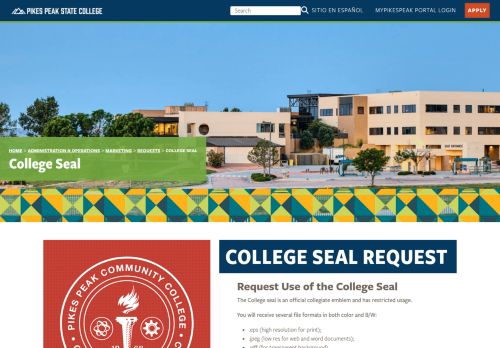 PIKES PEAK STATE COLLEGE
Search
SITIO EN ESPAÑOL
MYPIKESPEAK PORTAL LOGIN
APPLY
HOME > ADMINISTRATION & OPERATIONS > MARKETING > REQUESTS > COLLEGE SEAL
College Seal
PIKES PEAK COMMUNITY COLLEGE
COLLEGE SEAL REQUEST
Request Use of the College Seal
The College seal is an official collegiate emblem and has restricted usage.
You will receive several file formats in both color and B/W:
.eps (high resolution for print);
.jpeg (low res for web and word documents);